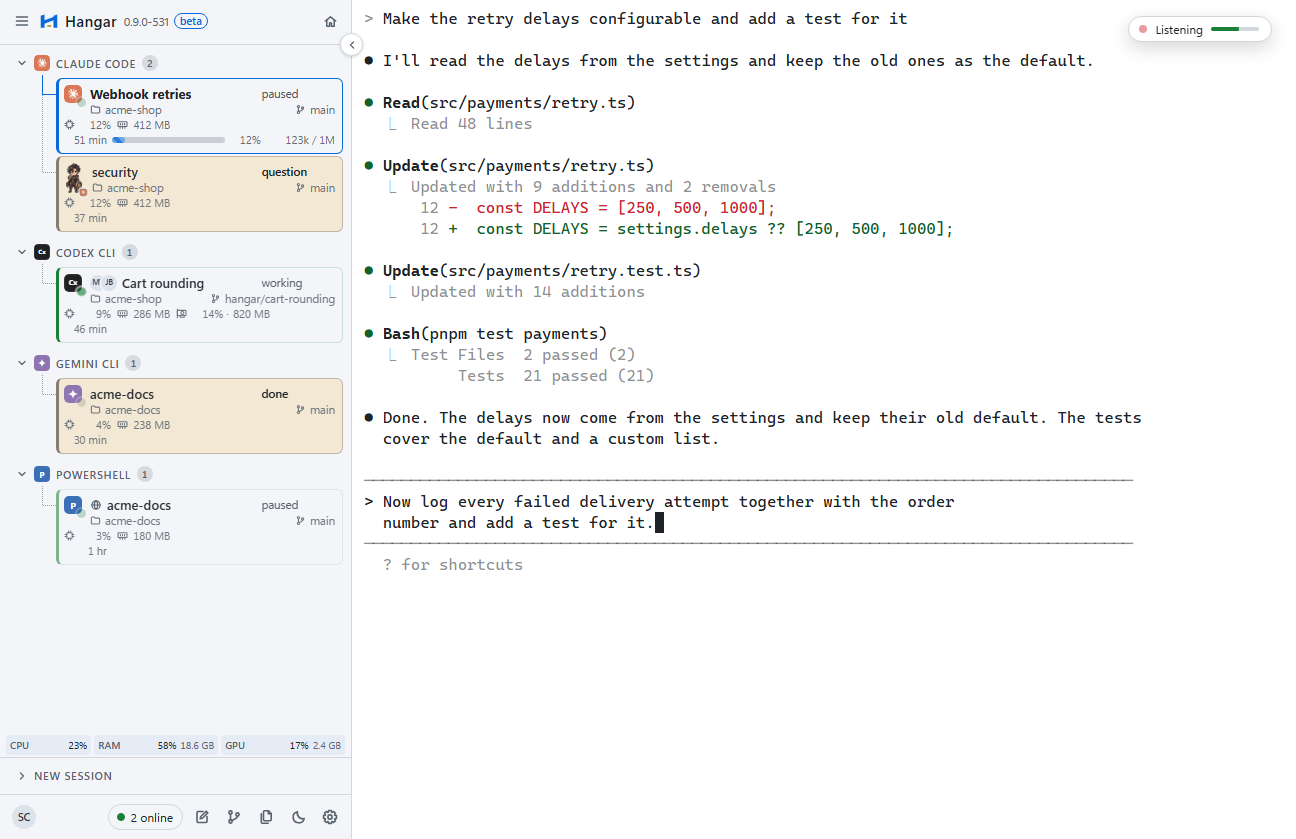 Hangar 0.9.0-531 beta
CLAUDE CODE 2
Webhook retries paused
acme-shop main
12% 412 MB
51 min 12% 123k / 1M
security question
acme-shop main
12% 412 MB
37 min
CODEX CLI 1
Cart rounding working
acme-shop hangar/cart-rounding
9% 286 MB 14% · 820 MB
46 min
GEMINI CLI 1
acme-docs done
acme-docs main
4% 238 MB
30 min
POWERSHELL 1
acme-docs paused
acme-docs main
3% 180 MB
1 hr
CPU 23% RAM 58% 18.6 GB GPU 17% 2.4 GB
NEW SESSION
SC 2 online
> Make the retry delays configurable and add a test for it
Listening
● I'll read the delays from the settings and keep the old ones as the default.
● Read(src/payments/retry.ts)
⎿ Read 48 lines
● Update(src/payments/retry.ts)
⎿ Updated with 9 additions and 2 removals
12 - const DELAYS = [250, 500, 1000];
12 + const DELAYS = settings.delays ?? [250, 500, 1000];
● Update(src/payments/retry.test.ts)
⎿ Updated with 14 additions
● Bash(pnpm test payments)
⎿ Test Files 2 passed (2)
Tests 21 passed (21)
● Done. The delays now come from the settings and keep their old default. The tests
cover the default and a custom list.
> Now log every failed delivery attempt together with the order
number and add a test for it.
? for shortcuts